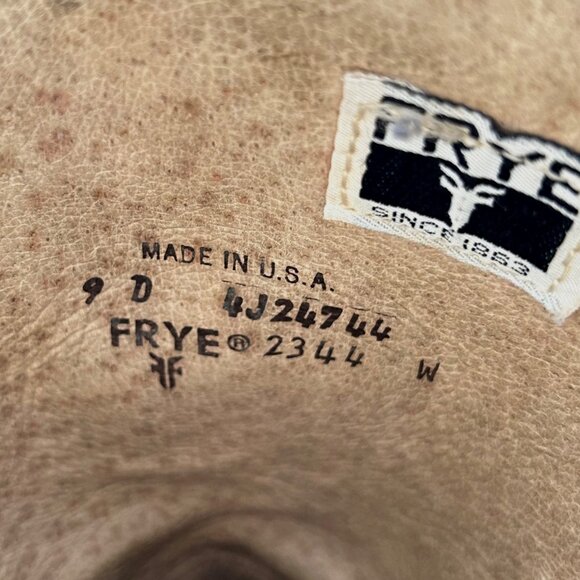 FRYE
SINCE 1863
MADE IN U.S.A.
9 D 4J24744
FRYE® 2344 W